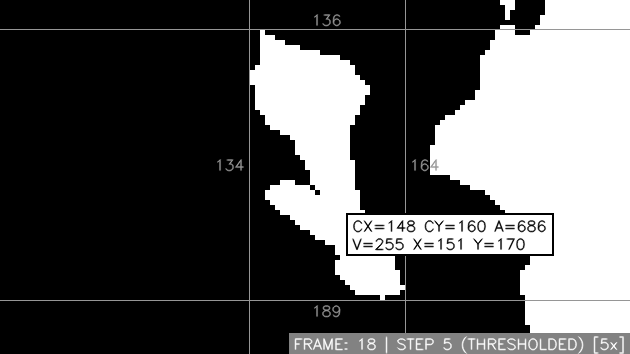 136
134
164
CX=148 CY=160 A=686
V=255 X=151 Y=170
189
FRAME: 18 | STEP 5 (THRESHOLDED) [5x]